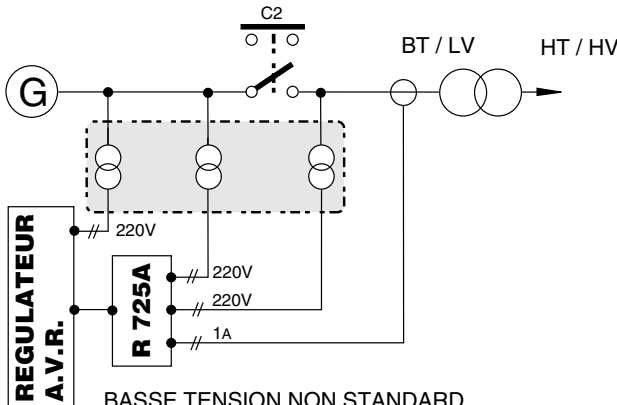 C2
BT / LV
HT / HV
G
220V
REGULATEUR
A.V.R.
R 725A
220V
220V
1A
BASSE TENSION NON STANDARD